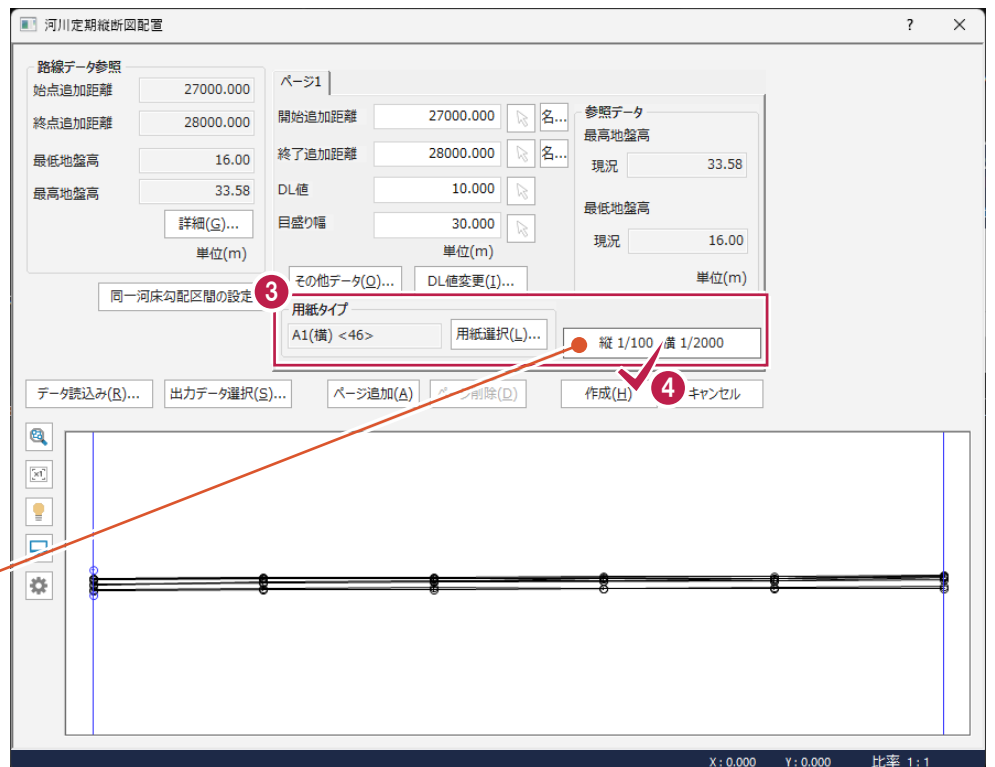 河川定期縦断図配置
? ×
路線データ参照
始点追加距離 27000.000
終点追加距離 28000.000
最低地盤高 16.00
最高地盤高 33.58
詳細(G)...
単位(m)
同一河床勾配区間の設定
ページ1
開始追加距離 27000.000 名...
終了追加距離 28000.000 名...
DL値 10.000
目盛り幅 30.000
単位(m)
その他データ(O)... DL値変更(I)...
参照データ
最高地盤高
現況 33.58
最低地盤高
現況 16.00
単位(m)
3
用紙タイプ
A1(横) <46> 用紙選択(L)...
縦 1/100 横 1/2000
データ読込み(R)... 出力データ選択(S)... ページ追加(A) ページ削除(D) 作成(H) 4 キャンセル
X : 0.000 Y : 0.000 比率 1 : 1